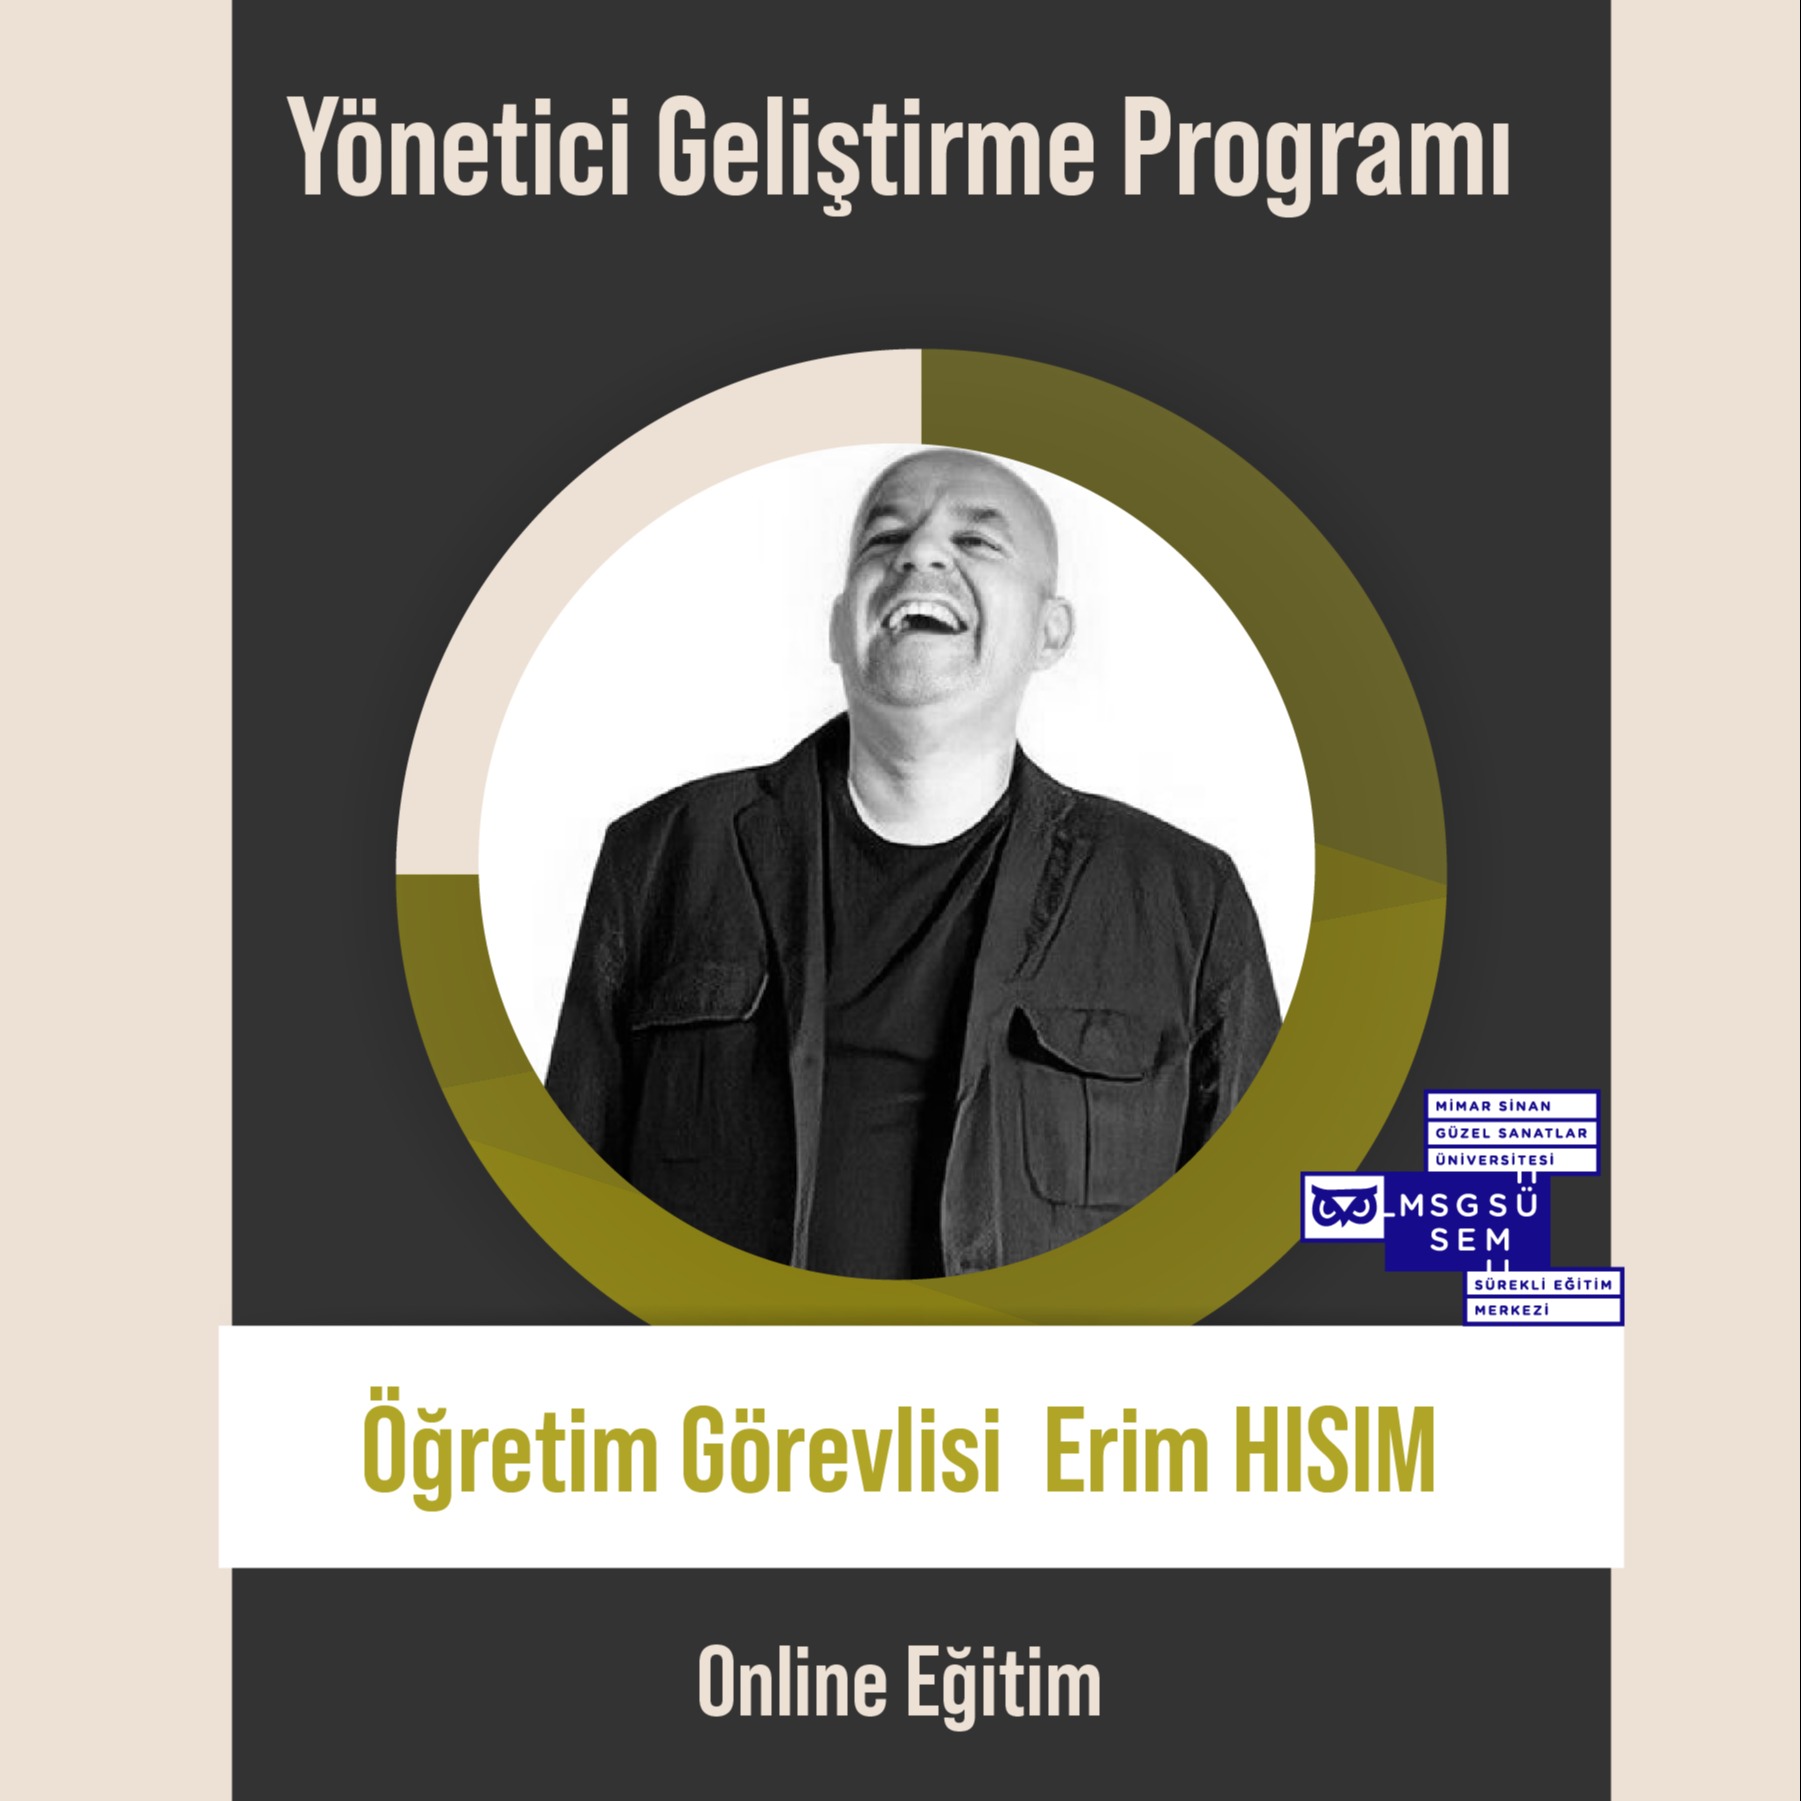 Yönetici Geliştirme Programı
MİMAR SİNAN
GÜZEL SANATLAR
ÜNİVERSİTESİ
MSGSÜ
SEM
SÜREKLİ EĞİTİM
MERKEZİ
Öğretim Görevlisi Erim HISIM
Online Eğitim